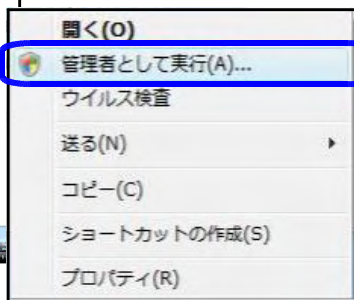 開く(O)
管理者として実行(A)...
ウイルス検査
送る(N)
コピー(C)
ショートカットの作成(S)
プロパティ(R)